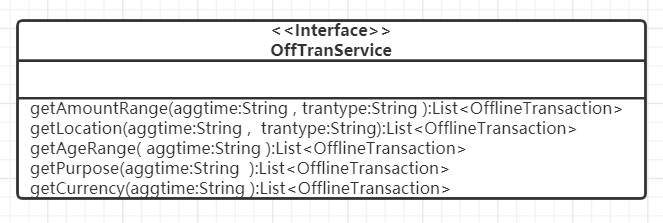 <<Interface>>
OffTranService
getAmountRange(aggtime:String , trantype:String ):List<OfflineTransaction>
getLocation(aggtime:String ,  trantype:String):List<OfflineTransaction>
getAgeRange( aggtime:String ):List<OfflineTransaction>
getPurpose(aggtime:String  ):List<OfflineTransaction>
getCurrency(aggtime:String ):List<OfflineTransaction>